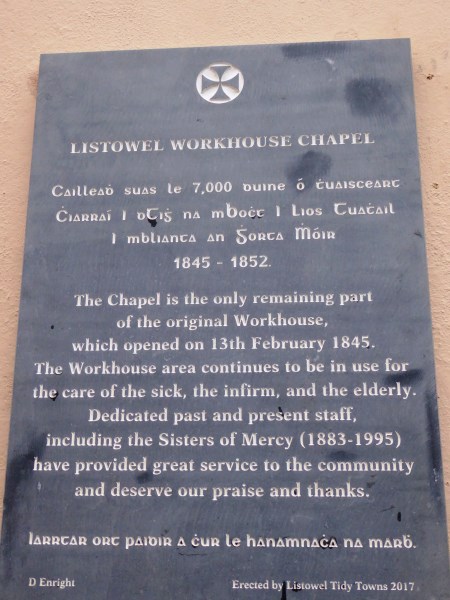 LISTOWEL WORKHOUSE CHAPEL
Cailleaḋ suas le 7,000 duine ó ṫuaisceart
Ċiarraí I dTiġ na mBoċt I Lios Tuaṫail
I mblianta an Ġorta Ṁóir
1845 - 1852.
The Chapel is the only remaining part
of the original Workhouse,
which opened on 13th February 1845.
The Workhouse area continues to be in use for
the care of the sick, the infirm, and the elderly.
Dedicated past and present staff,
including the Sisters of Mercy (1883-1995)
have provided great service to the community
and deserve our praise and thanks.
Iarrtar ort paidir a ċur le hanamnaċa na marḃ.
D Enright
Erected by Listowel Tidy Towns 2017